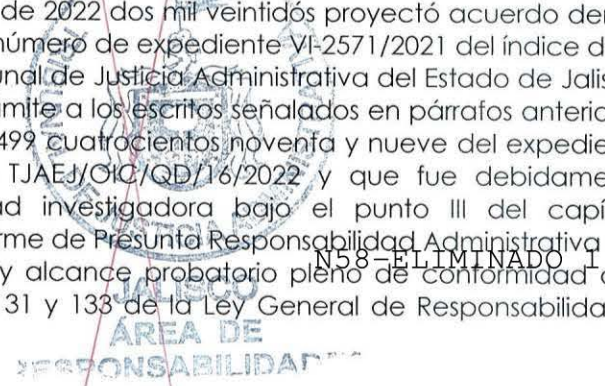 de 2022 dos mil veintidós proyectó acuerdo de
número de expediente VI-2571/2021 del índice d
unal de Justicia Administrativa del Estado de Jalis
mite a los escritos señalados en párrafos anterio
499 cuatrocientos noventa y nueve del expedie
TJAEJ/OIC/QD/16/2022 y que fue debidame
ad investigadora bajo el punto III del capí
rme de Presunta Responsabilidad Administrativa
N58-ELIMINADO 1
y alcance probatorio pleno de conformidad
31 y 133 de la Ley General de Responsabilida
JALISCO
ÁREA DE
RESPONSABILIDA